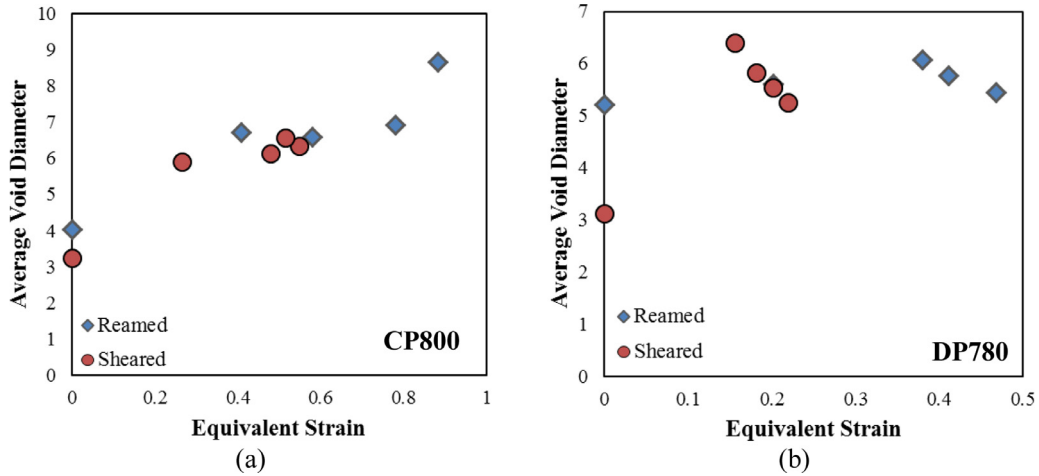 10
9
8
7
6
5
4
3
2
1
0
Average Void Diameter
Reamed
Sheared
CP800
0 0.2 0.4 0.6 0.8 1
Equivalent Strain
(a)
7
6
5
4
3
2
1
0
Average Void Diameter
Reamed
Sheared
DP780
0 0.1 0.2 0.3 0.4 0.5
Equivalent Strain
(b)